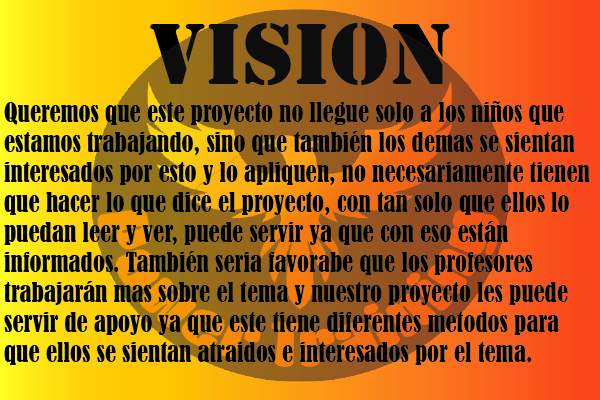 VISION
Queremos que este proyecto no llegue solo a los niños que
estamos trabajando, sino que también los demas se sientan
interesados por esto y lo apliquen, no necesariamente tienen
que hacer lo que dice el proyecto, con tan solo que ellos lo
puedan leer y ver, puede servir ya que con eso están
informados. También seria favorabe que los profesores
trabajarán mas sobre el tema y nuestro proyecto les puede
servir de apoyo ya que este tiene diferentes metodos para
que ellos se sientan atraidos e interesados por el tema.